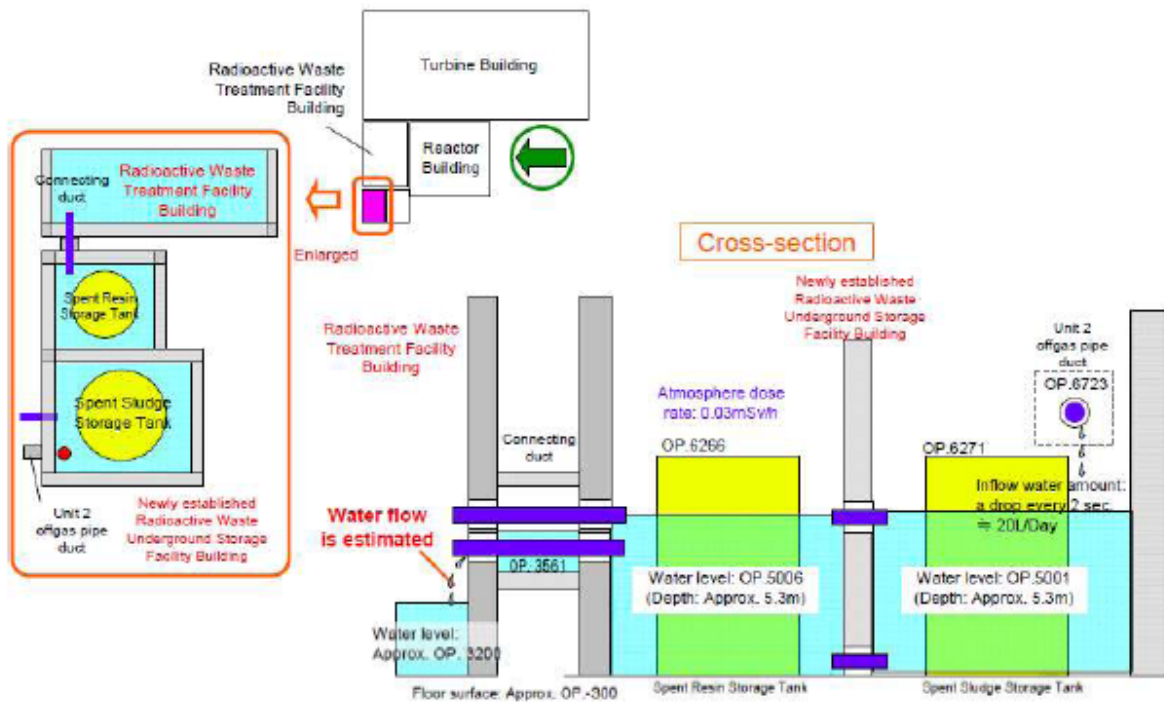 Turbine Building
Radioactive Waste
Treatment Facility
Building
Reactor
Building
Connecting
duct
Radioactive Waste
Treatment Facility
Building
Enlarged
Spent Resin
Storage Tank
Spent Sludge
Storage Tank
Unit 2
offgas pipe
duct
Newly established
Radioactive Waste
Underground Storage
Facility Building
Cross-section
Radioactive Waste
Treatment Facility
Building
Newly established
Radioactive Waste
Underground Storage
Facility Building
Unit 2
offgas pipe
duct
OP.6723
Atmosphere dose
rate: 0.03mSv/h
Connecting
duct
OP.6266
OP.6271
Inflow water amount:
a drop every 2 sec.
≒ 20L/Day
Water flow
is estimated
OP. 3561
Water level: OP.5006
(Depth: Approx. 5.3m)
Water level: OP.5001
(Depth: Approx. 5.3m)
Water level:
Approx. OP. 3200
Floor surface: Approx. OP.-300
Spent Resin Storage Tank
Spent Sludge Storage Tank